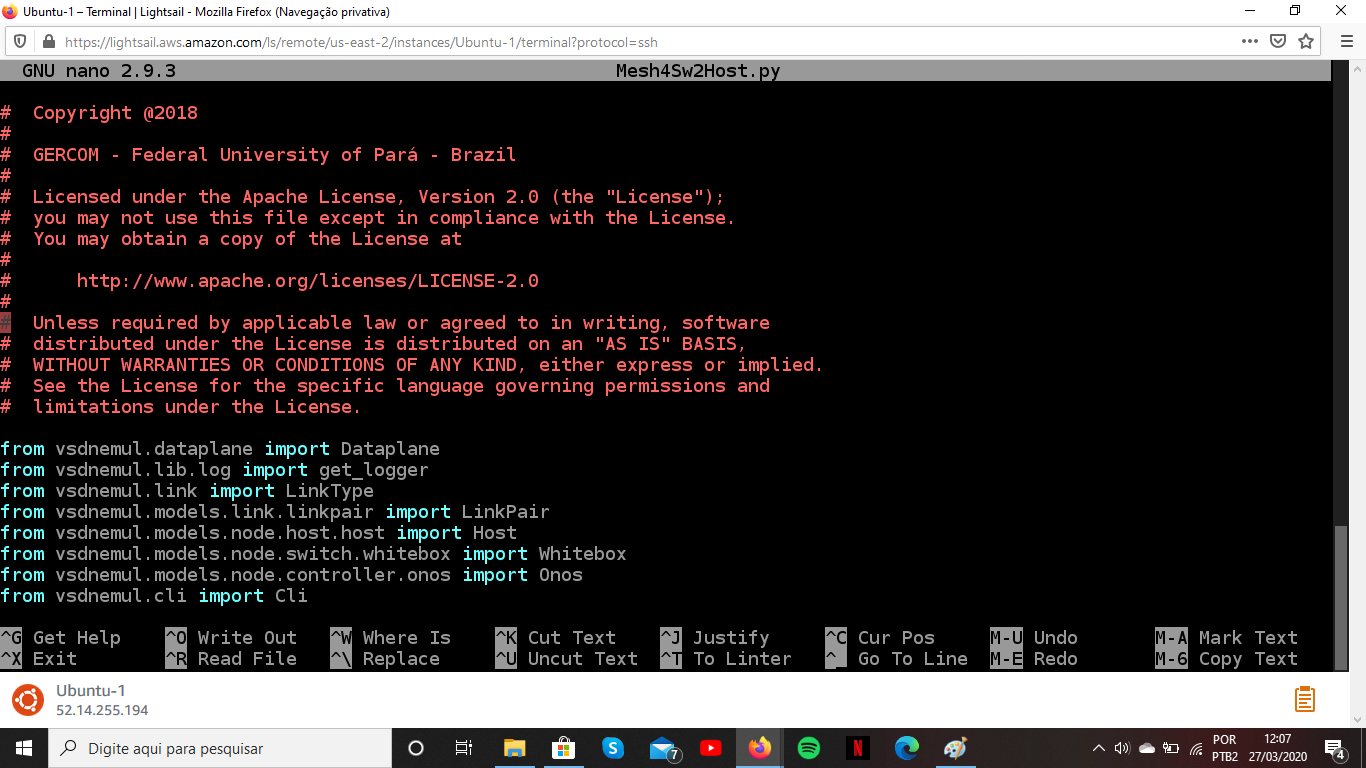 Ubuntu-1 – Terminal | Lightsail - Mozilla Firefox (Navegação privativa)
https://lightsail.aws.amazon.com/ls/remote/us-east-2/instances/Ubuntu-1/terminal?protocol=ssh
GNU nano 2.9.3 Mesh4Sw2Host.py
# Copyright @2018
#
# GERCOM - Federal University of Pará - Brazil
#
# Licensed under the Apache License, Version 2.0 (the "License");
# you may not use this file except in compliance with the License.
# You may obtain a copy of the License at
#
# http://www.apache.org/licenses/LICENSE-2.0
#
# Unless required by applicable law or agreed to in writing, software
# distributed under the License is distributed on an "AS IS" BASIS,
# WITHOUT WARRANTIES OR CONDITIONS OF ANY KIND, either express or implied.
# See the License for the specific language governing permissions and
# limitations under the License.
from vsdnemul.dataplane import Dataplane
from vsdnemul.lib.log import get_logger
from vsdnemul.link import LinkType
from vsdnemul.models.link.linkpair import LinkPair
from vsdnemul.models.node.host.host import Host
from vsdnemul.models.node.switch.whitebox import Whitebox
from vsdnemul.models.node.controller.onos import Onos
from vsdnemul.cli import Cli
^G Get Help ^O Write Out ^W Where Is ^K Cut Text ^J Justify ^C Cur Pos M-U Undo M-A Mark Text
^X Exit ^R Read File ^\ Replace ^U Uncut Text ^T To Linter ^_ Go To Line M-E Redo M-6 Copy Text
Ubuntu-1
52.14.255.194
Digite aqui para pesquisar
7
POR
PTB2
12:07
27/03/2020
4